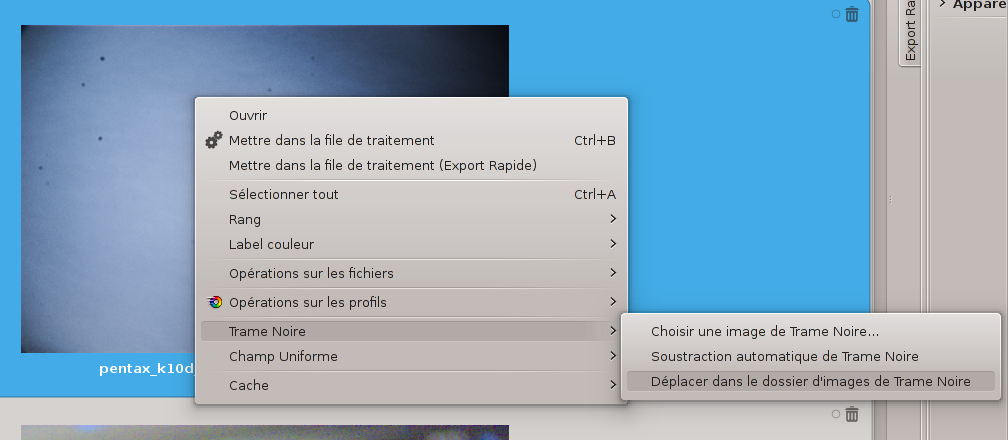 Appare
Export Ra
Ouvrir
Mettre dans la file de traitement Ctrl+B
Mettre dans la file de traitement (Export Rapide)
Sélectionner tout Ctrl+A
Rang
Label couleur
Opérations sur les fichiers
Opérations sur les profils
Trame Noire
Champ Uniforme
Cache
Choisir une image de Trame Noire...
Soustraction automatique de Trame Noire
Déplacer dans le dossier d'images de Trame Noire
pentax_k10d